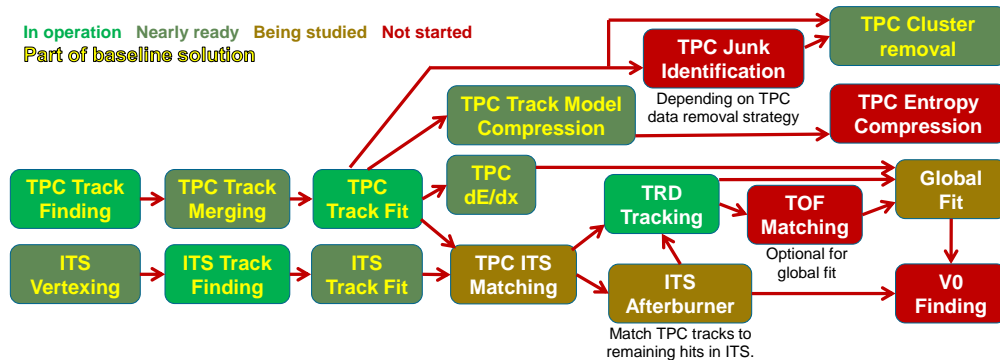 In operation Nearly ready Being studied Not started
Part of baseline solution
TPC Cluster
removal
TPC Junk
Identification
Depending on TPC
data removal strategy
TPC Track Model
Compression
TPC Entropy
Compression
TPC Track
Finding
TPC Track
Merging
TPC
Track Fit
TPC
dE/dx
TRD
Tracking
TOF
Matching
Optional for
global fit
Global
Fit
ITS
Vertexing
ITS Track
Finding
ITS
Track Fit
TPC ITS
Matching
ITS
Afterburner
Match TPC tracks to
remaining hits in ITS.
V0
Finding